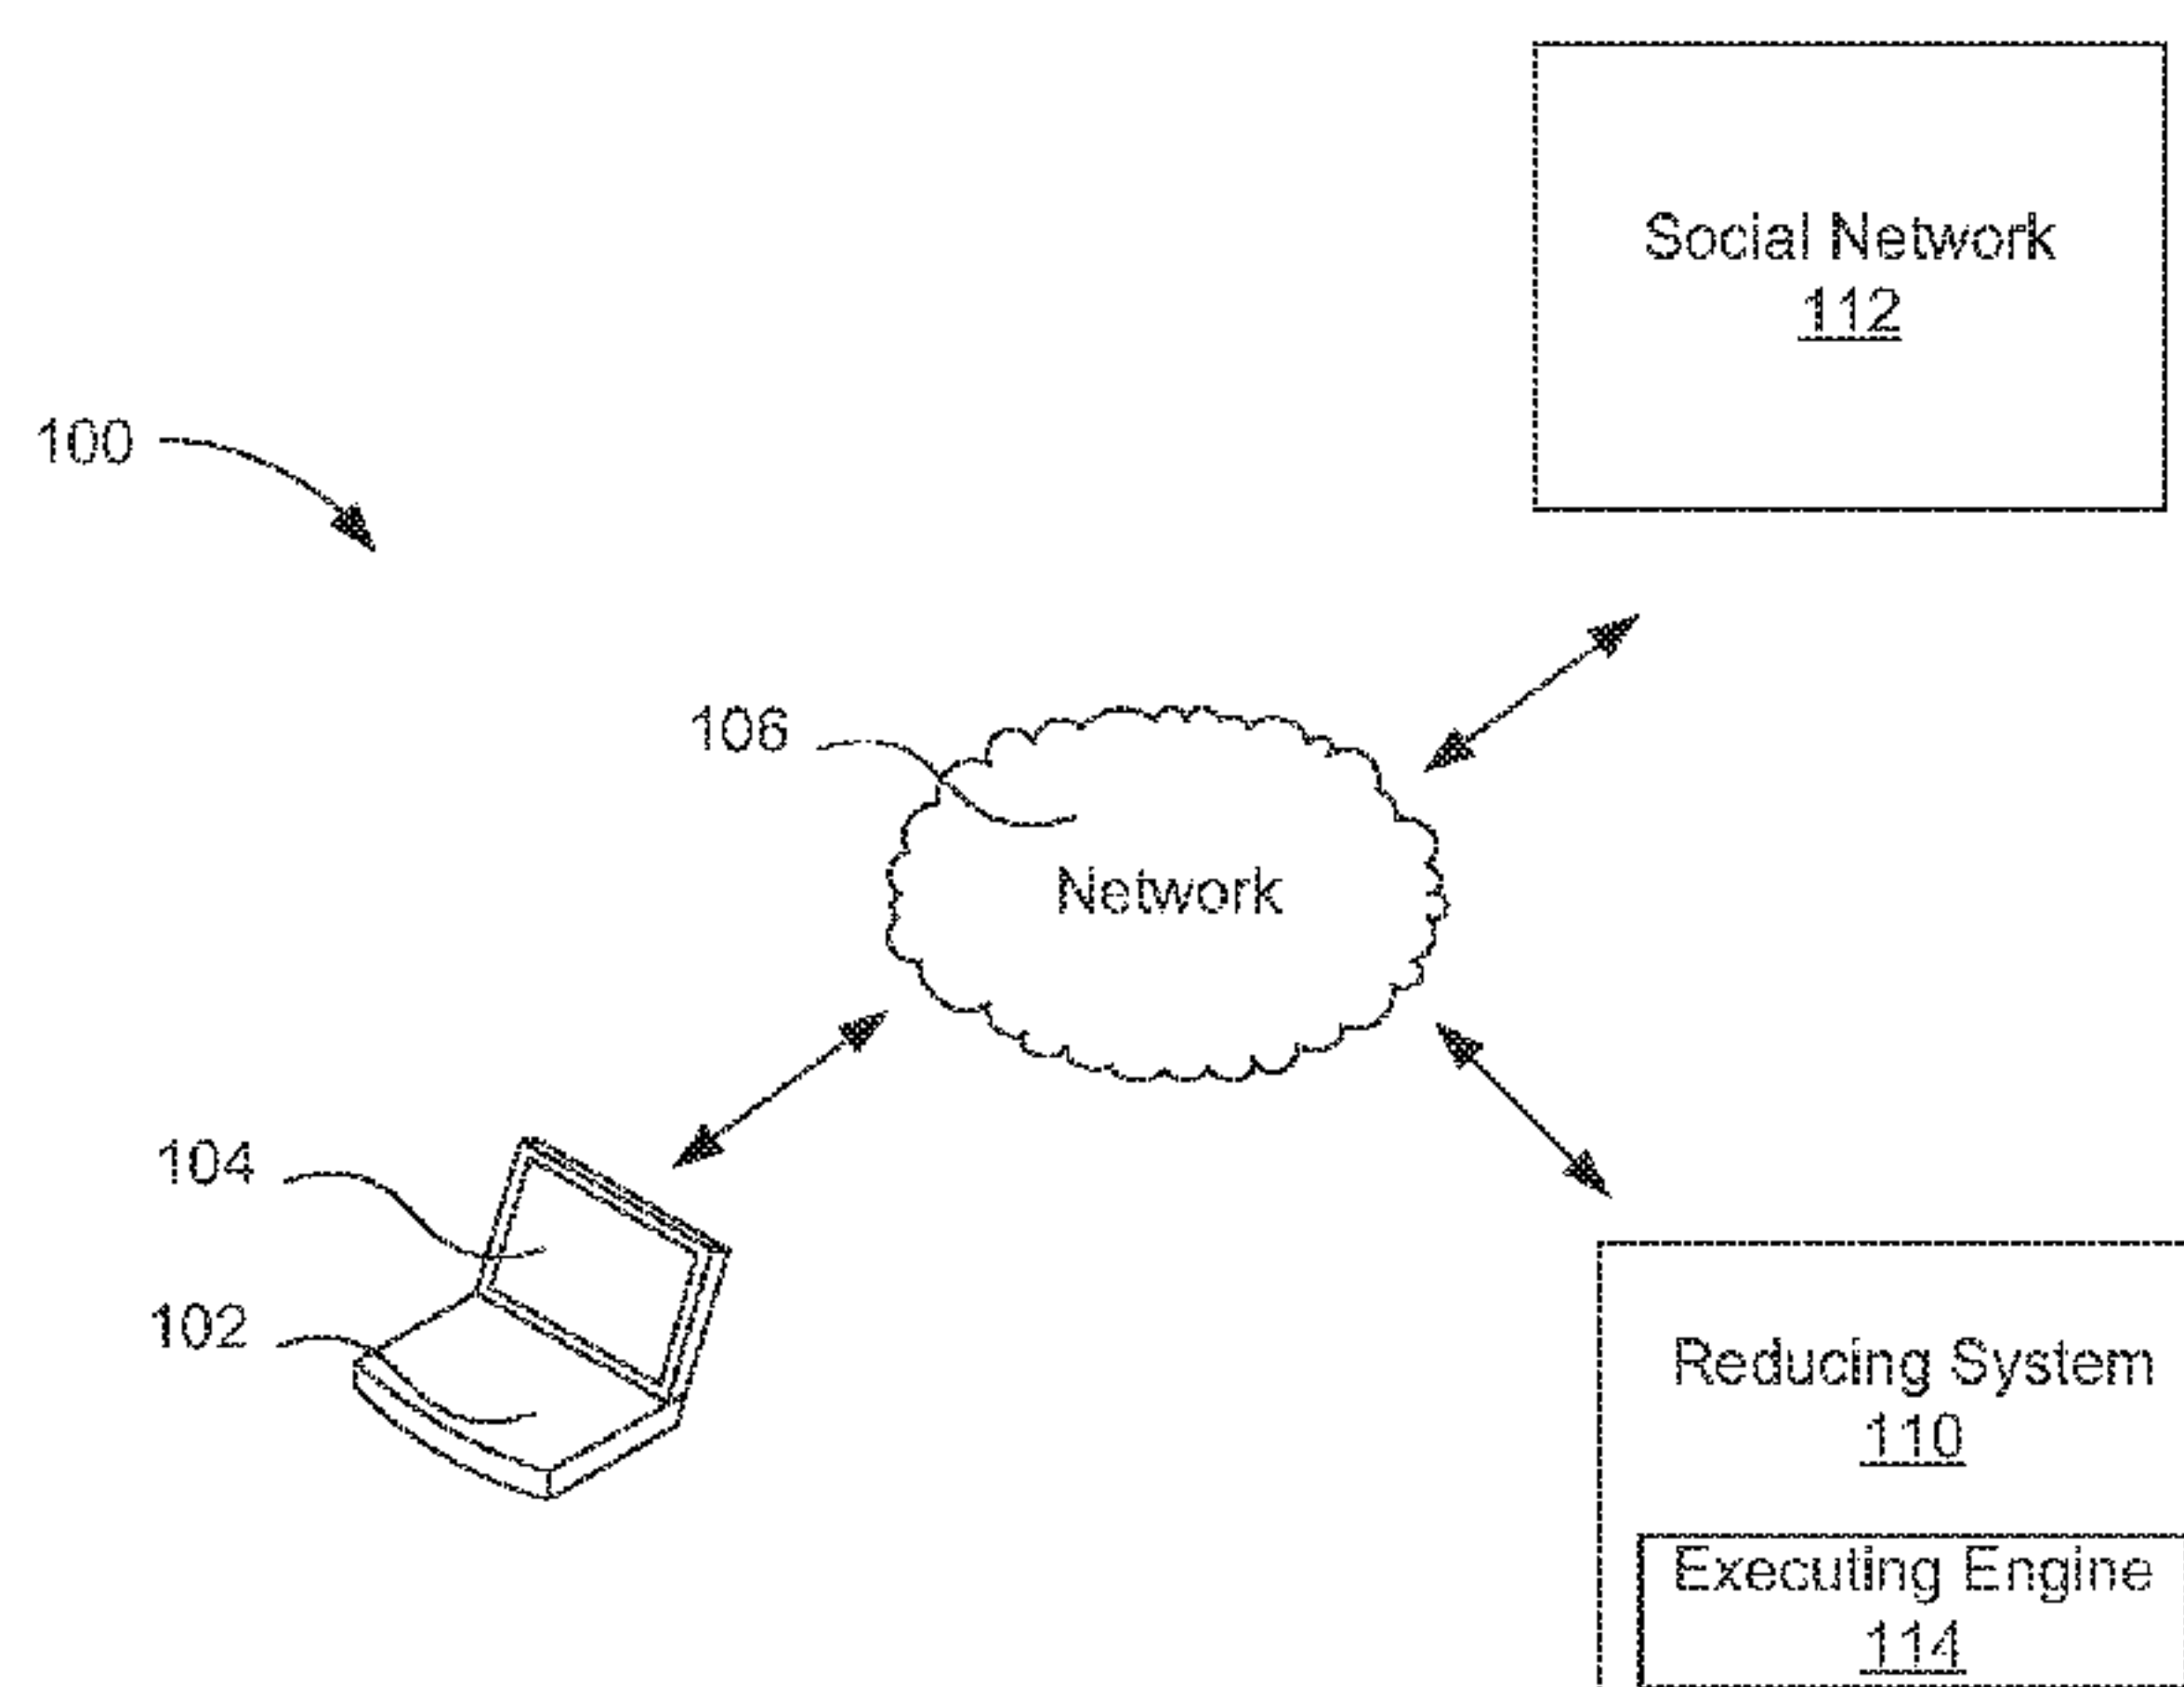 Social Network
112
100
106
Network
104
102
Reducing System
110
Executing Engine
114